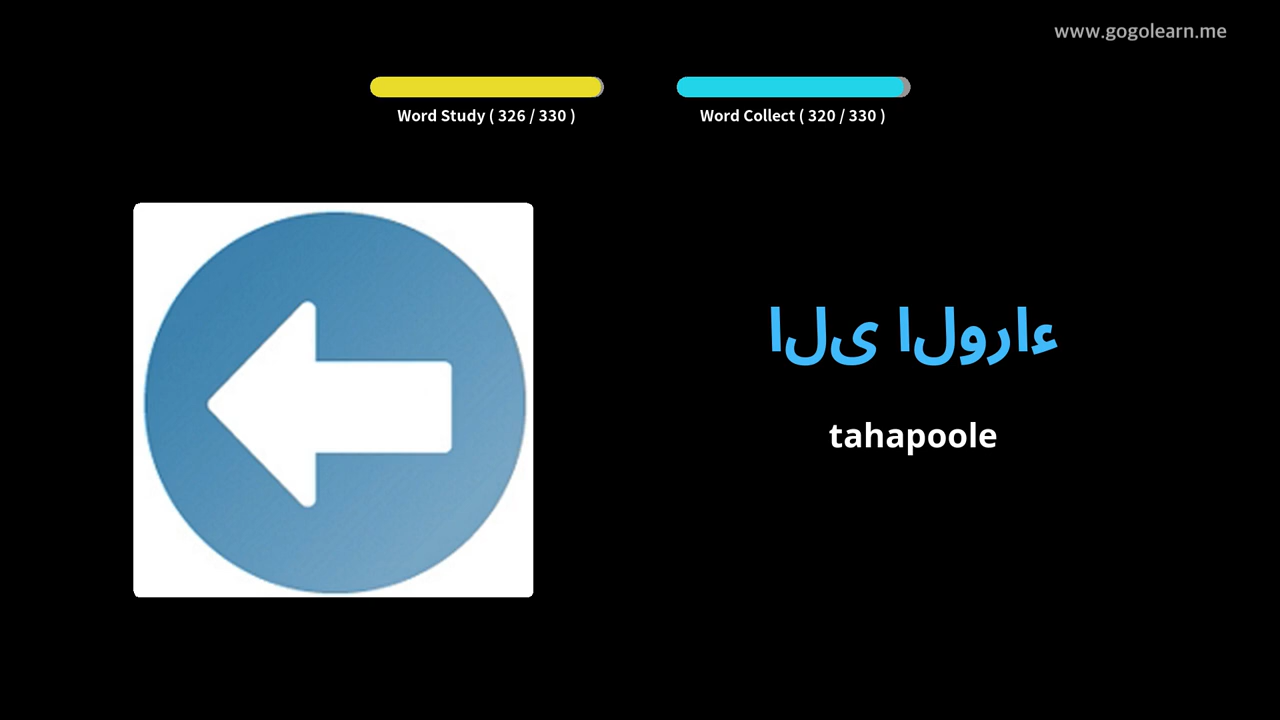 www.gogolearn.me
Word Study ( 326 / 330 )
Word Collect ( 320 / 330 )
الى الوراء
tahapoole